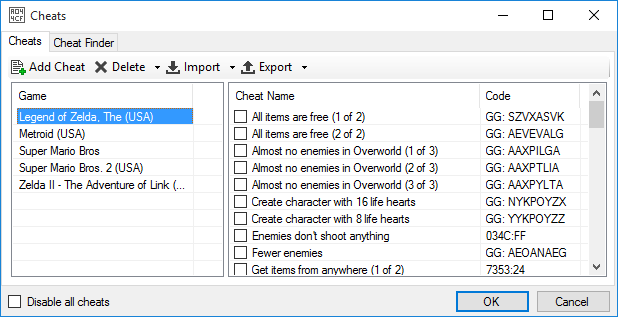 Cheats
Cheats Cheat Finder
Add Cheat Delete Import Export
Game
Legend of Zelda, The (USA)
Metroid (USA)
Super Mario Bros
Super Mario Bros. 2 (USA)
Zelda II - The Adventure of Link (...
Cheat Name Code
All items are free (1 of 2) GG: SZVXASVK
All items are free (2 of 2) GG: AEVEVALG
Almost no enemies in Overworld (1 of 3) GG: AAXPILGA
Almost no enemies in Overworld (2 of 3) GG: AAXPTLIA
Almost no enemies in Overworld (3 of 3) GG: AAXPYLTA
Create character with 16 life hearts GG: NYKPOYZX
Create character with 8 life hearts GG: YYKPOYZZ
Enemies don't shoot anything 034C:FF
Fewer enemies GG: AEOANAEG
Get items from anywhere (1 of 2) 7353:24
Disable all cheats OK Cancel